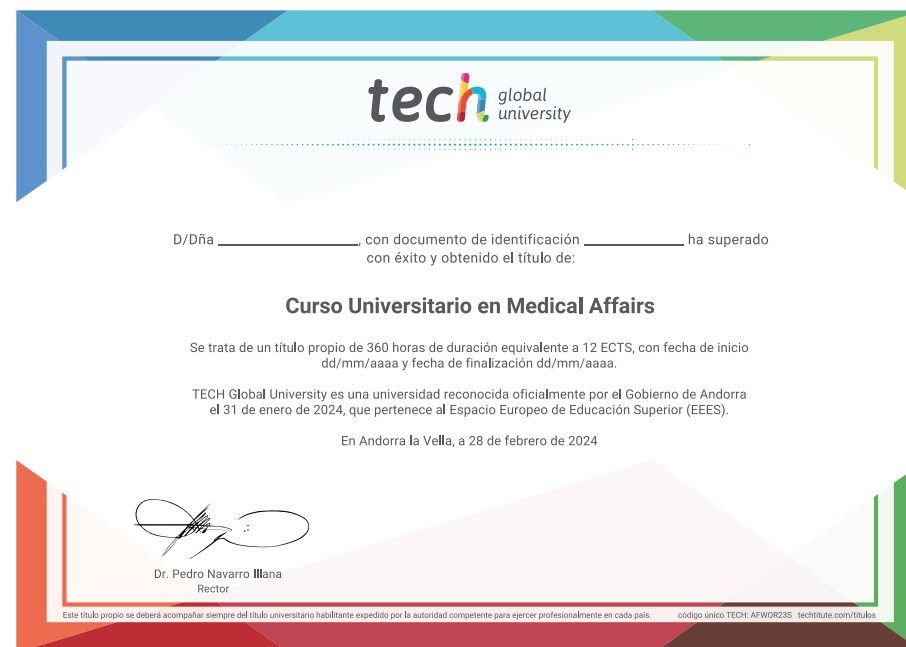 tech global university
D/Dña ____________________, con documento de identificación ______________ ha superado
con éxito y obtenido el título de:
Curso Universitario en Medical Affairs
Se trata de un título propio de 360 horas de duración equivalente a 12 ECTS, con fecha de inicio
dd/mm/aaaa y fecha de finalización dd/mm/aaaa.
TECH Global University es una universidad reconocida oficialmente por el Gobierno de Andorra
el 31 de enero de 2024, que pertenece al Espacio Europeo de Educación Superior (EEES).
En Andorra la Vella, a 28 de febrero de 2024
Dr. Pedro Navarro Illana
Rector
Este título propio se deberá acompañar siempre del título universitario habilitante expedido por la autoridad competente para ejercer profesionalmente en cada país. código único TECH: AFWOR23S techtitute.com/titulos